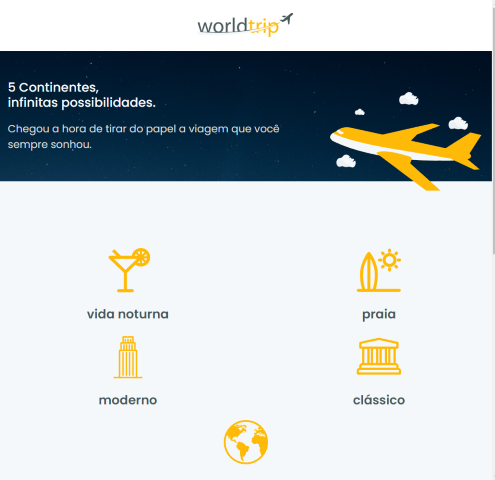 worldtrip
5 Continentes,
infinitas possibilidades.
Chegou a hora de tirar do papel a viagem que você
sempre sonhou.
vida noturna
praia
moderno
clássico